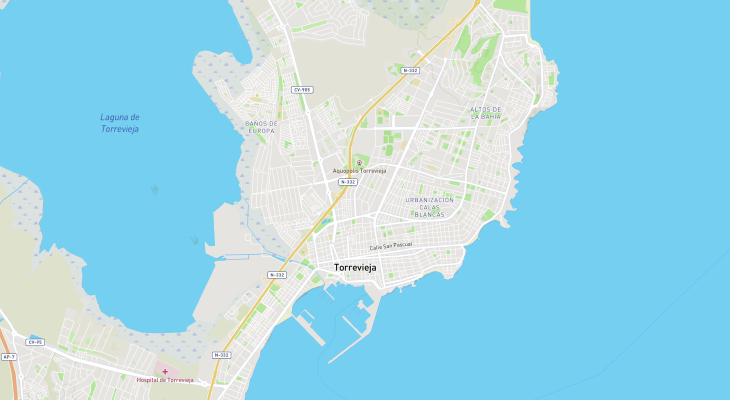 N-332
CV-905
ALTOS DE
LA BAHIA
Laguna de
Torrevieja
BAÑOS DE
EUROPA
Aquopolis Torrevieja
N-332
URBANIZACIÓN
CALAS
BLANCAS
Calle San Pascual
Torrevieja
N-332
CV-95
AP-7
N-332
Hospital de Torrevieja